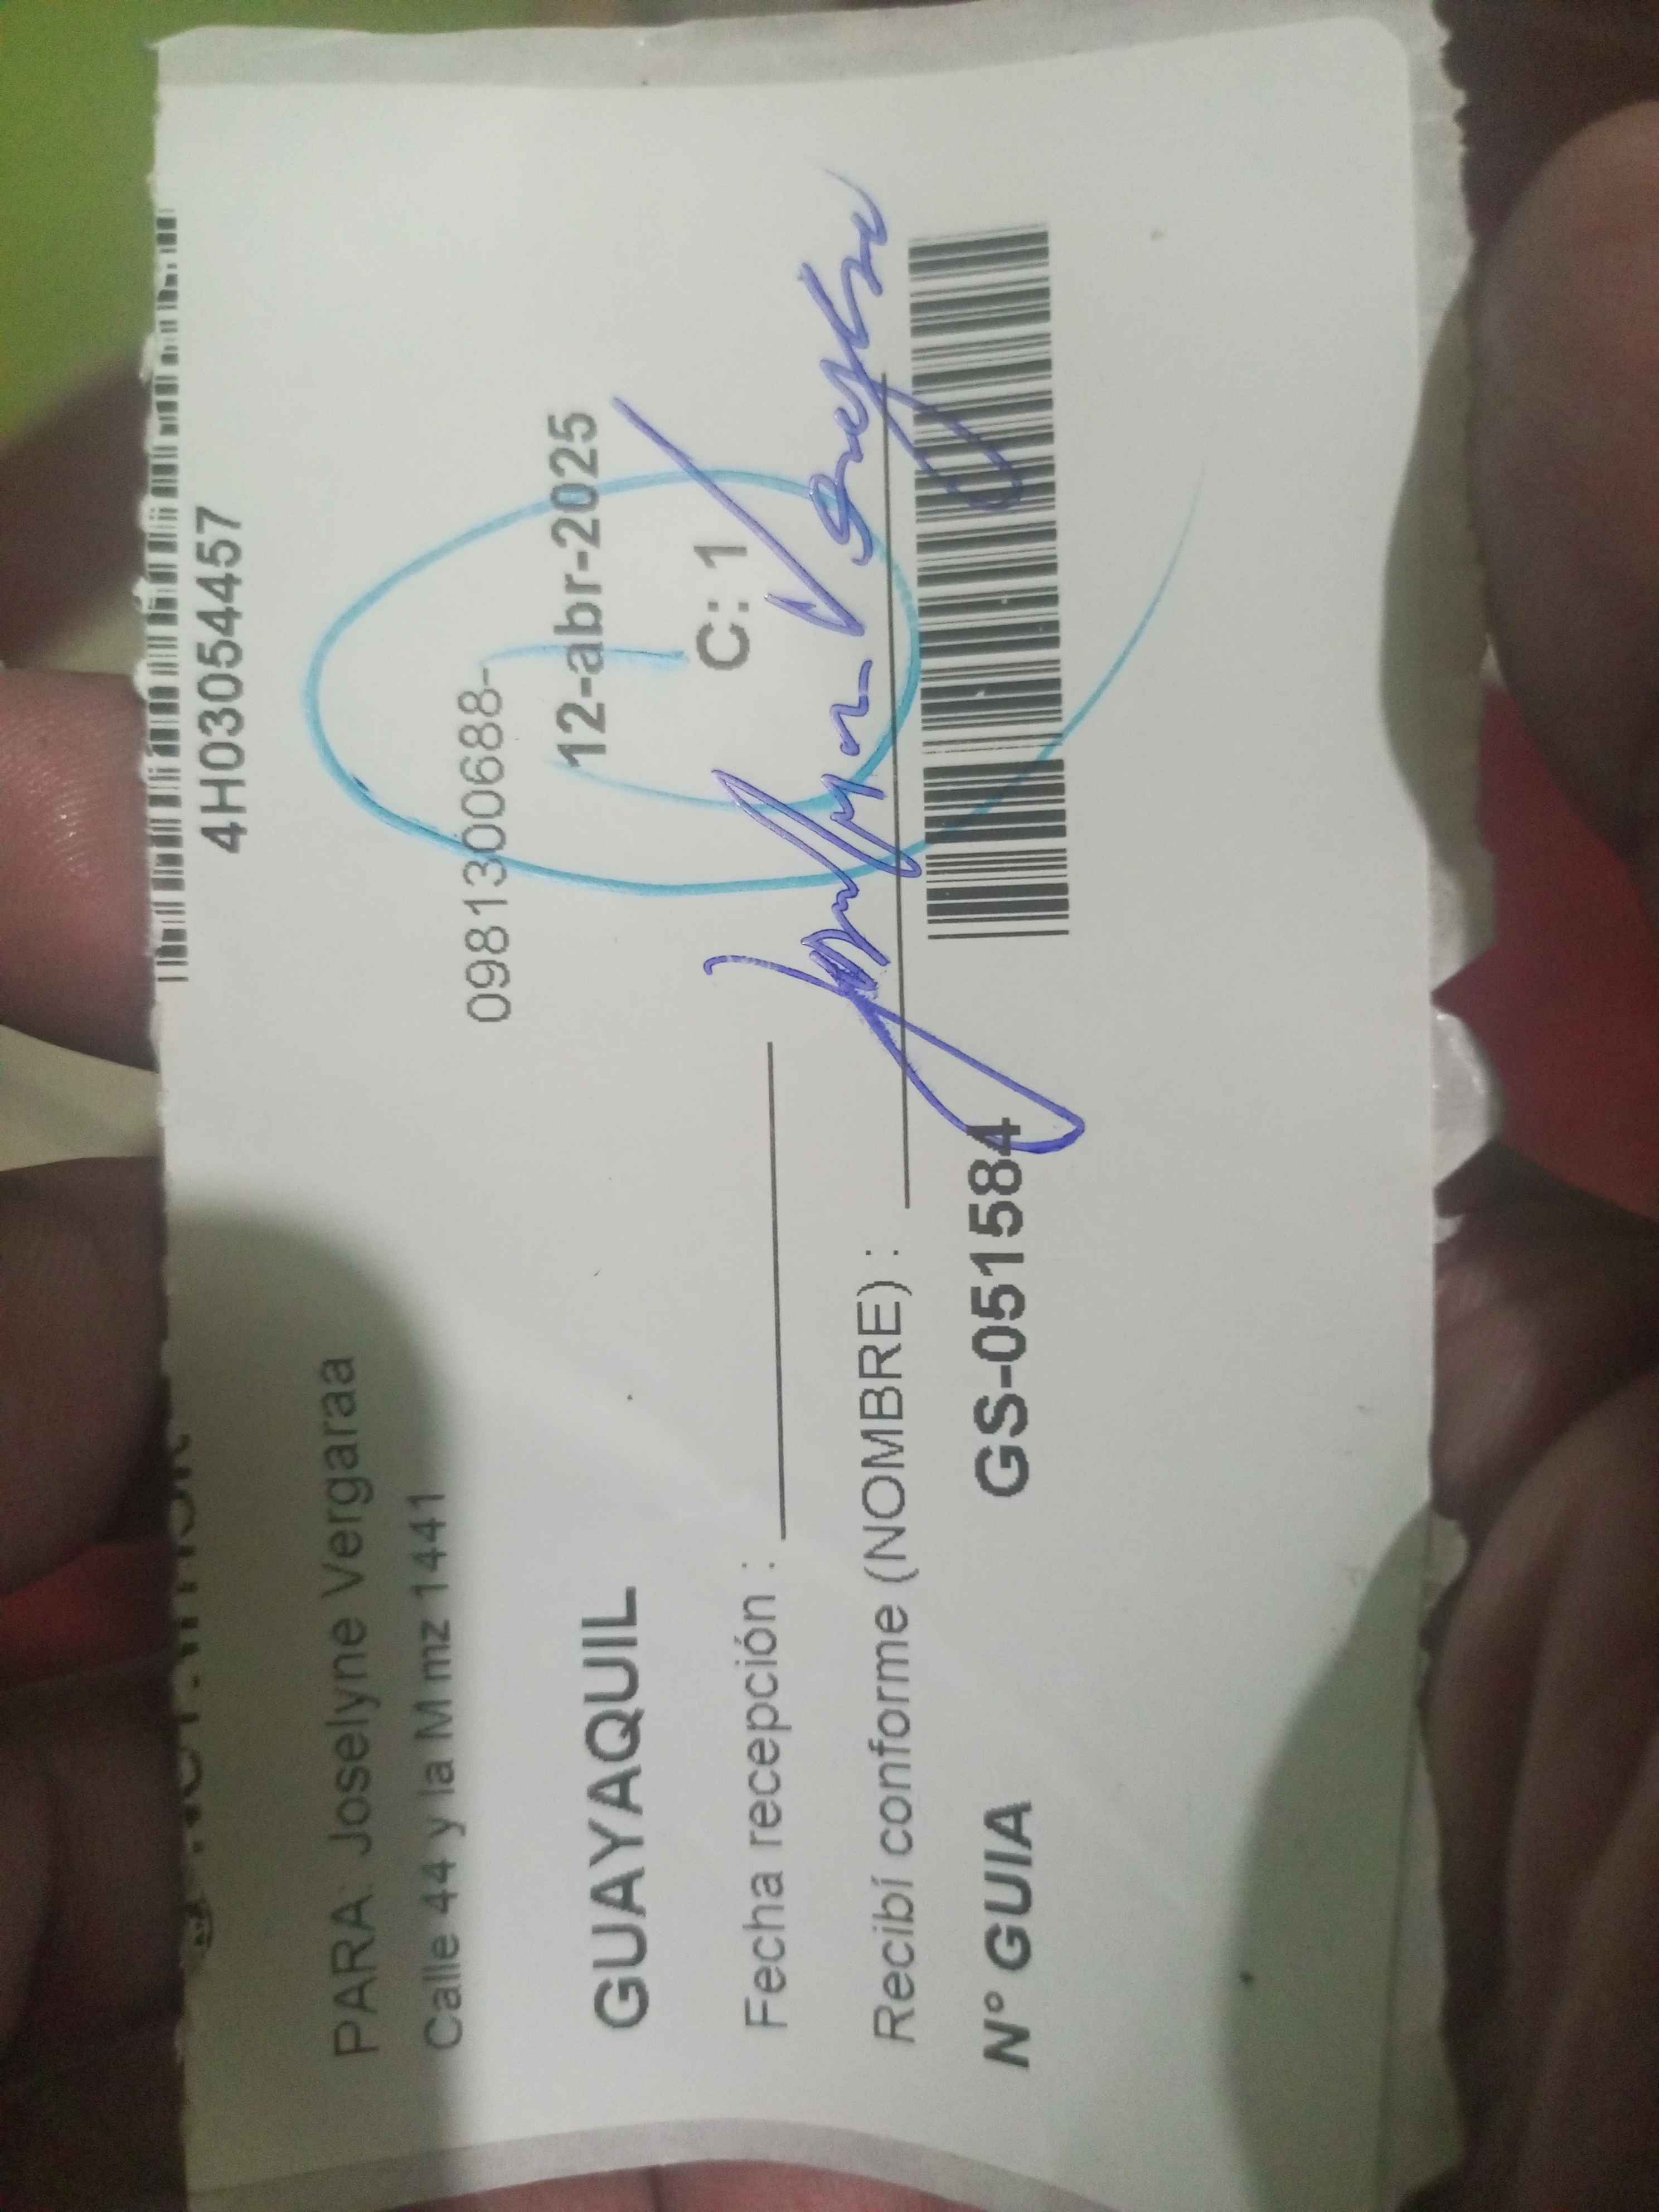 4H03054457
PARA: Joselyne Vergaraa
Calle 44 y la M mz 1441
0981300688-
GUAYAQUIL
12-abr-2025
C: 1
Fecha recepción :
Recibí conforme (NOMBRE) :
N° GUIA GS-051584